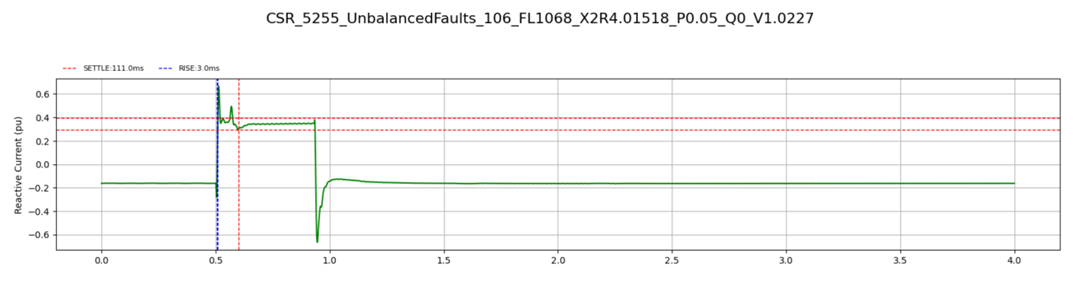 CSR_5255_UnbalancedFaults_106_FL1068_X2R4.01518_P0.05_Q0_V1.0227
SETTLE:111.0ms RISE:3.0ms
Reactive Current (pu)
0.6
0.4
0.2
0.0
−0.2
−0.4
−0.6
0.0 0.5 1.0 1.5 2.0 2.5 3.0 3.5 4.0